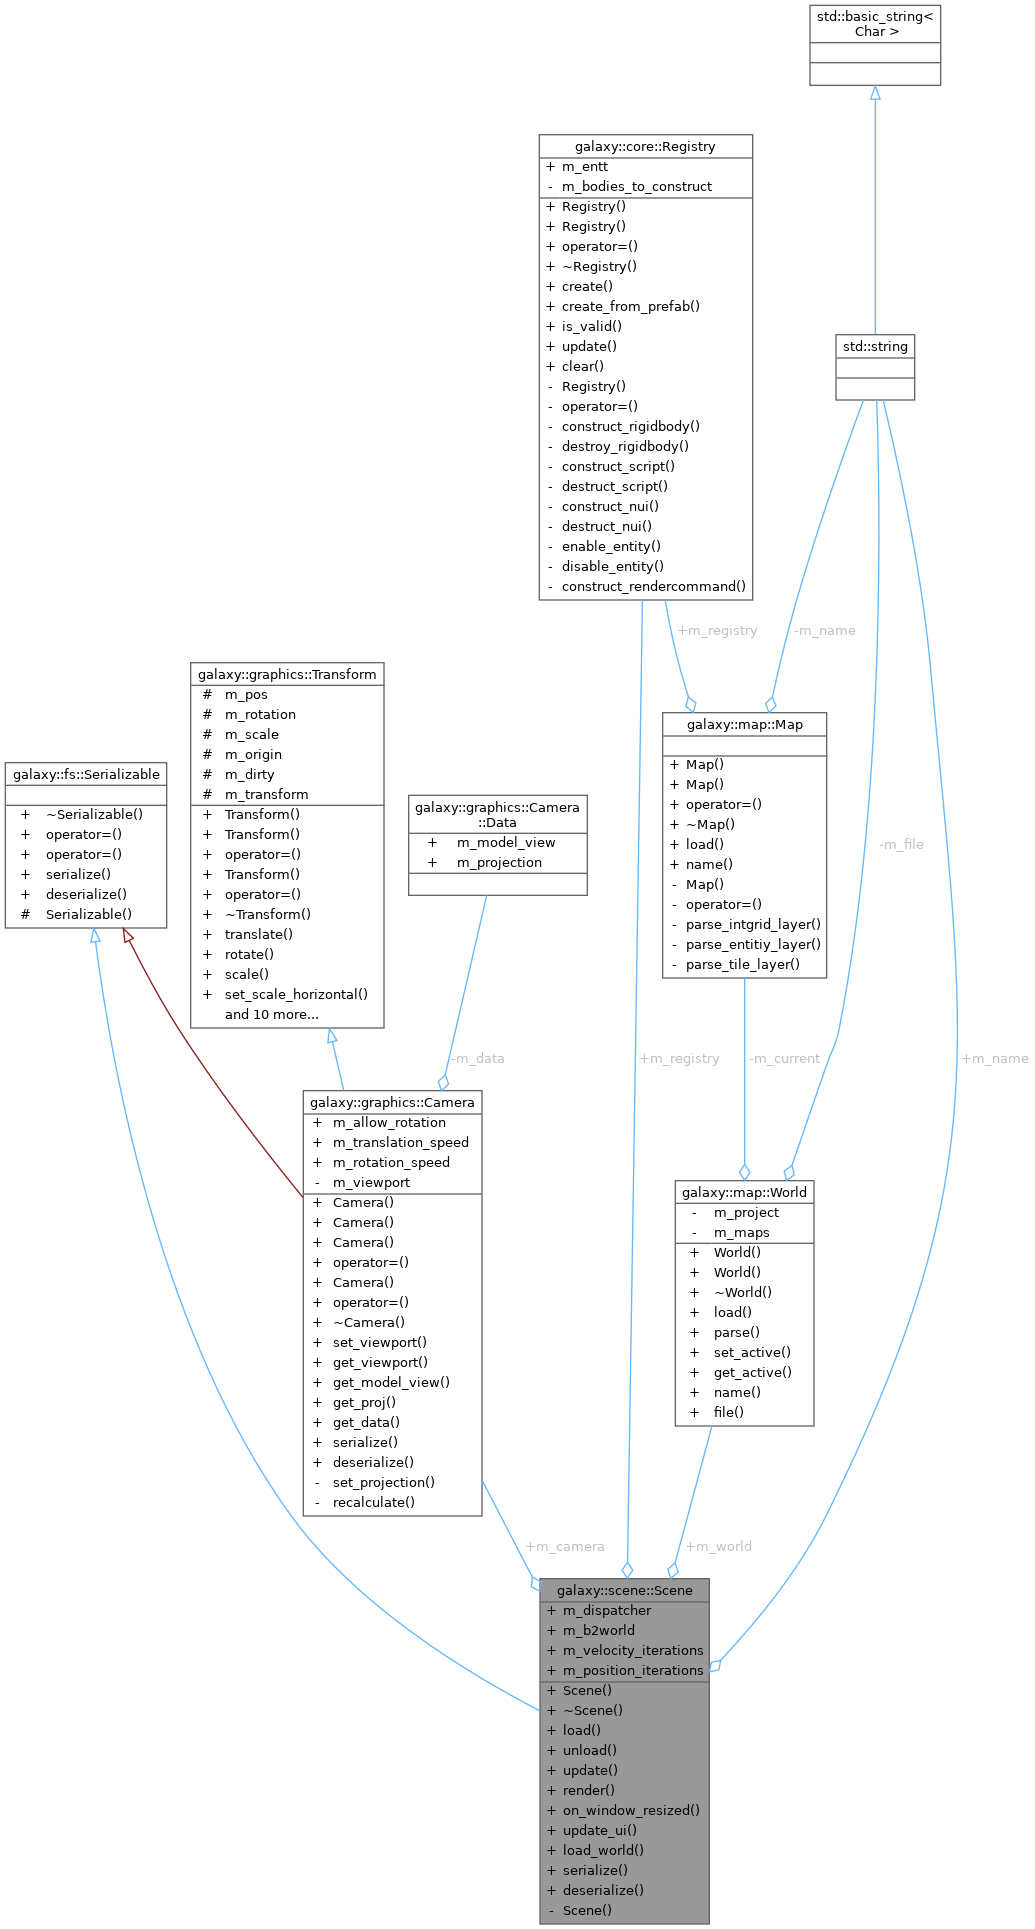 std::basic_string<
Char >
galaxy::core::Registry
+ m_entt
- m_bodies_to_construct
+ Registry()
+ Registry()
+ operator=()
+ ~Registry()
+ create()
+ create_from_prefab()
+ is_valid()
+ update()
+ clear()
- Registry()
- operator=()
- construct_rigidbody()
- destroy_rigidbody()
- construct_script()
- destruct_script()
- construct_nui()
- destruct_nui()
- enable_entity()
- disable_entity()
- construct_rendercommand()
std::string
+m_registry
-m_name
galaxy::graphics::Transform
# m_pos
# m_rotation
# m_scale
# m_origin
# m_dirty
# m_transform
+ Transform()
+ Transform()
+ operator=()
+ Transform()
+ operator=()
+ ~Transform()
+ translate()
+ rotate()
+ scale()
+ set_scale_horizontal()
and 10 more...
galaxy::map::Map
+ Map()
+ Map()
+ operator=()
+ ~Map()
+ load()
+ name()
- Map()
- operator=()
- parse_intgrid_layer()
- parse_entitiy_layer()
- parse_tile_layer()
galaxy::fs::Serializable
+ ~Serializable()
+ operator=()
+ operator=()
+ serialize()
+ deserialize()
# Serializable()
galaxy::graphics::Camera
::Data
+ m_model_view
+ m_projection
-m_file
-m_data
+m_registry
-m_current
+m_name
galaxy::graphics::Camera
+ m_allow_rotation
+ m_translation_speed
+ m_rotation_speed
- m_viewport
+ Camera()
+ Camera()
+ Camera()
+ operator=()
+ Camera()
+ operator=()
+ ~Camera()
+ set_viewport()
+ get_viewport()
+ get_model_view()
+ get_proj()
+ get_data()
+ serialize()
+ deserialize()
- set_projection()
- recalculate()
galaxy::map::World
- m_project
- m_maps
+ World()
+ World()
+ ~World()
+ load()
+ parse()
+ set_active()
+ get_active()
+ name()
+ file()
+m_camera
+m_world
galaxy::scene::Scene
+ m_dispatcher
+ m_b2world
+ m_velocity_iterations
+ m_position_iterations
+ Scene()
+ ~Scene()
+ load()
+ unload()
+ update()
+ render()
+ on_window_resized()
+ update_ui()
+ load_world()
+ serialize()
+ deserialize()
- Scene()